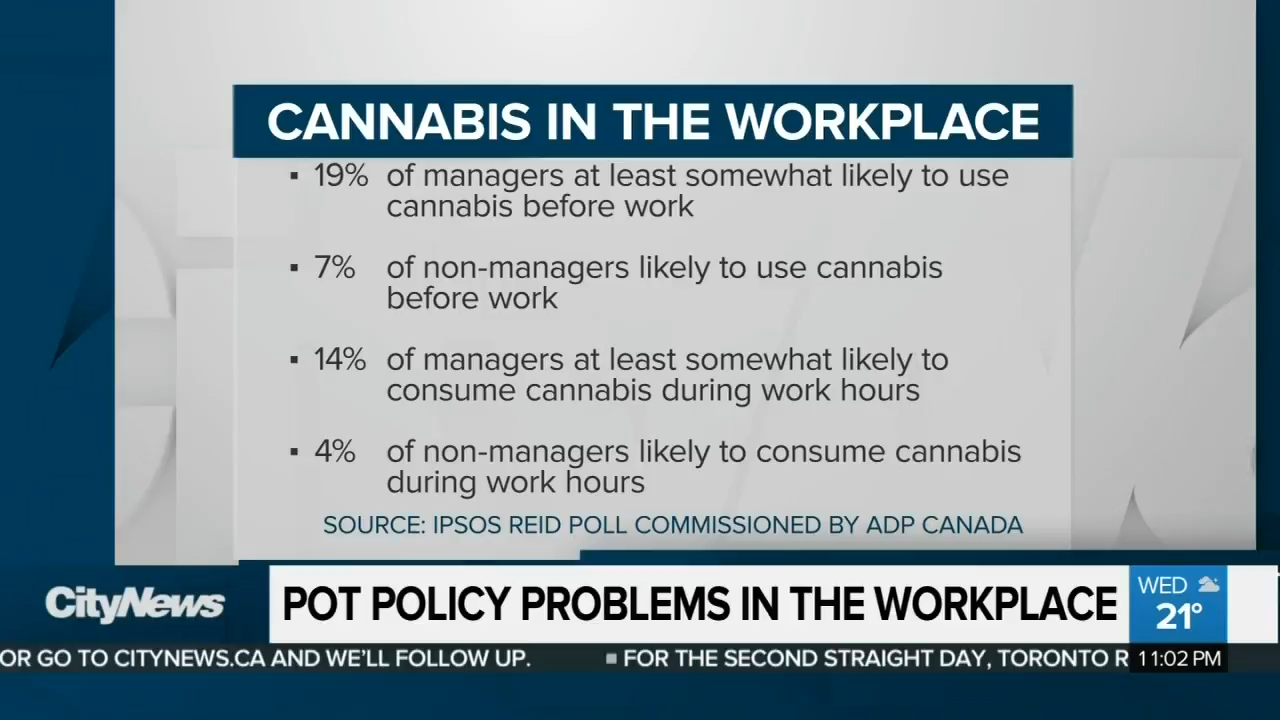 CANNABIS IN THE WORKPLACE
▪ 19% of managers at least somewhat likely to use
cannabis before work
▪ 7% of non-managers likely to use cannabis
before work
▪ 14% of managers at least somewhat likely to
consume cannabis during work hours
▪ 4% of non-managers likely to consume cannabis
during work hours
SOURCE: IPSOS REID POLL COMMISSIONED BY ADP CANADA
CityNews
POT POLICY PROBLEMS IN THE WORKPLACE
WED
21°
OR GO TO CITYNEWS.CA AND WE'LL FOLLOW UP. ■ FOR THE SECOND STRAIGHT DAY, TORONTO R
11:02 PM